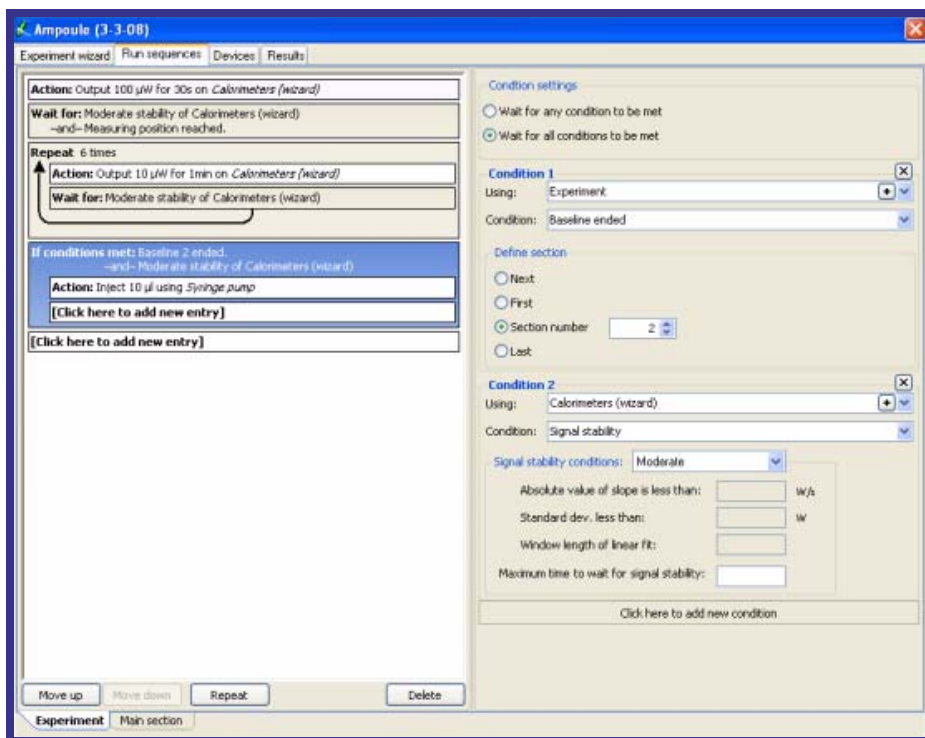 Ampoule (3-3-08)
Experiment wizard Run sequences Devices Results
Action: Output 100 µW for 30s on Calorimeters (wizard)
Wait for: Moderate stability of Calorimeters (wizard)
–and– Measuring position reached.
Repeat 6 times
Action: Output 10 µW for 1min on Calorimeters (wizard)
Wait for: Moderate stability of Calorimeters (wizard)
If conditions met: Baseline 2 ended.
–and– Moderate stability of Calorimeters (wizard)
Action: Inject 10 µl using Syringe pump
[Click here to add new entry]
[Click here to add new entry]
Move up Move down Repeat Delete
Experiment Main section
Condtion settings
Wait for any condition to be met
Wait for all conditions to be met
Condition 1
Using: Experiment
Condition: Baseline ended
Define section
Next
First
Section number 2
Last
Condition 2
Using: Calorimeters (wizard)
Condition: Signal stability
Signal stability conditions: Moderate
Absolute value of slope is less than: W/s
Standard dev. less than: W
Window length of linear fit:
Maximum time to wait for signal stability:
Click here to add new condition